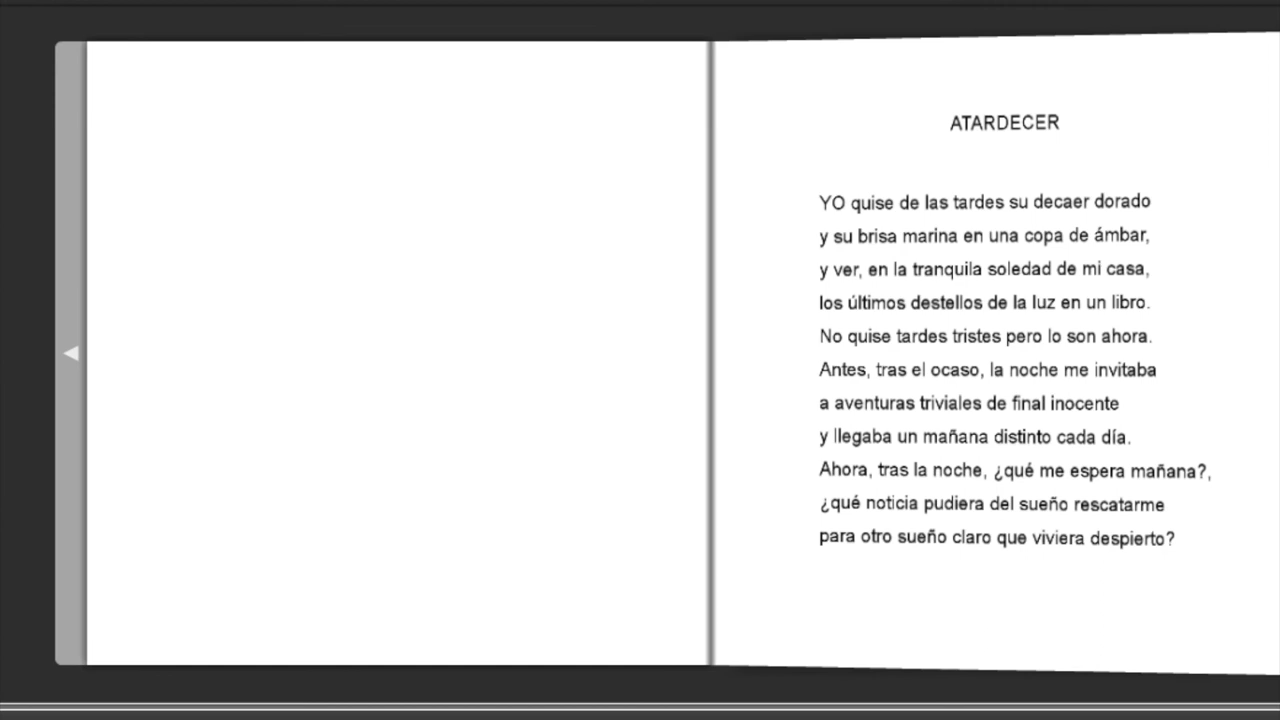 ATARDECER
YO quise de las tardes su decaer dorado
y su brisa marina en una copa de ámbar,
y ver, en la tranquila soledad de mi casa,
los últimos destellos de la luz en un libro.
No quise tardes tristes pero lo son ahora.
Antes, tras el ocaso, la noche me invitaba
a aventuras triviales de final inocente
y llegaba un mañana distinto cada día.
Ahora, tras la noche, ¿qué me espera mañana?,
¿qué noticia pudiera del sueño rescatarme
para otro sueño claro que viviera despierto?